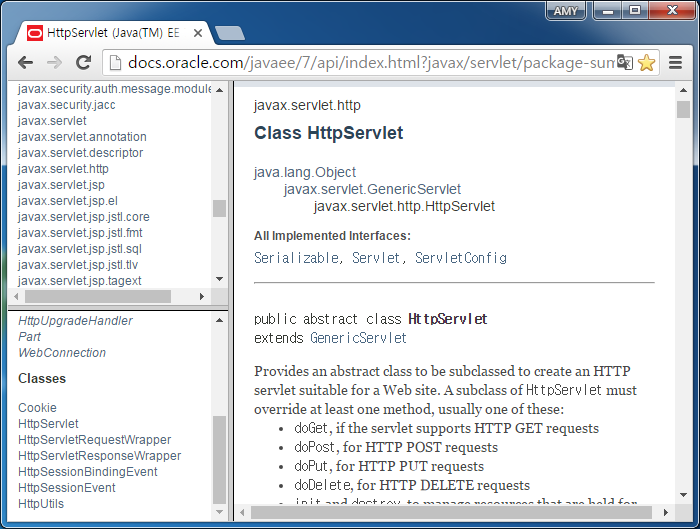 AMY
HttpServlet (Java(TM) EE
docs.oracle.com/javaee/7/api/index.html?javax/servlet/package-sum
javax.security.auth.message.module
javax.security.jacc
javax.servlet
javax.servlet.annotation
javax.servlet.descriptor
javax.servlet.http
javax.servlet.jsp
javax.servlet.jsp.el
javax.servlet.jsp.jstl.core
javax.servlet.jsp.jstl.fmt
javax.servlet.jsp.jstl.sql
javax.servlet.jsp.jstl.tlv
javax.servlet.jsp.tagext
HttpUpgradeHandler
Part
WebConnection
Classes
Cookie
HttpServlet
HttpServletRequestWrapper
HttpServletResponseWrapper
HttpSessionBindingEvent
HttpSessionEvent
HttpUtils
javax.servlet.http
Class HttpServlet
java.lang.Object
javax.servlet.GenericServlet
javax.servlet.http.HttpServlet
All Implemented Interfaces:
Serializable, Servlet, ServletConfig
public abstract class HttpServlet
extends GenericServlet
Provides an abstract class to be subclassed to create an HTTP
servlet suitable for a Web site. A subclass of HttpServlet must
override at least one method, usually one of these:
• doGet, if the servlet supports HTTP GET requests
• doPost, for HTTP POST requests
• doPut, for HTTP PUT requests
• doDelete, for HTTP DELETE requests
• init and destroy, to manage resources that are held for